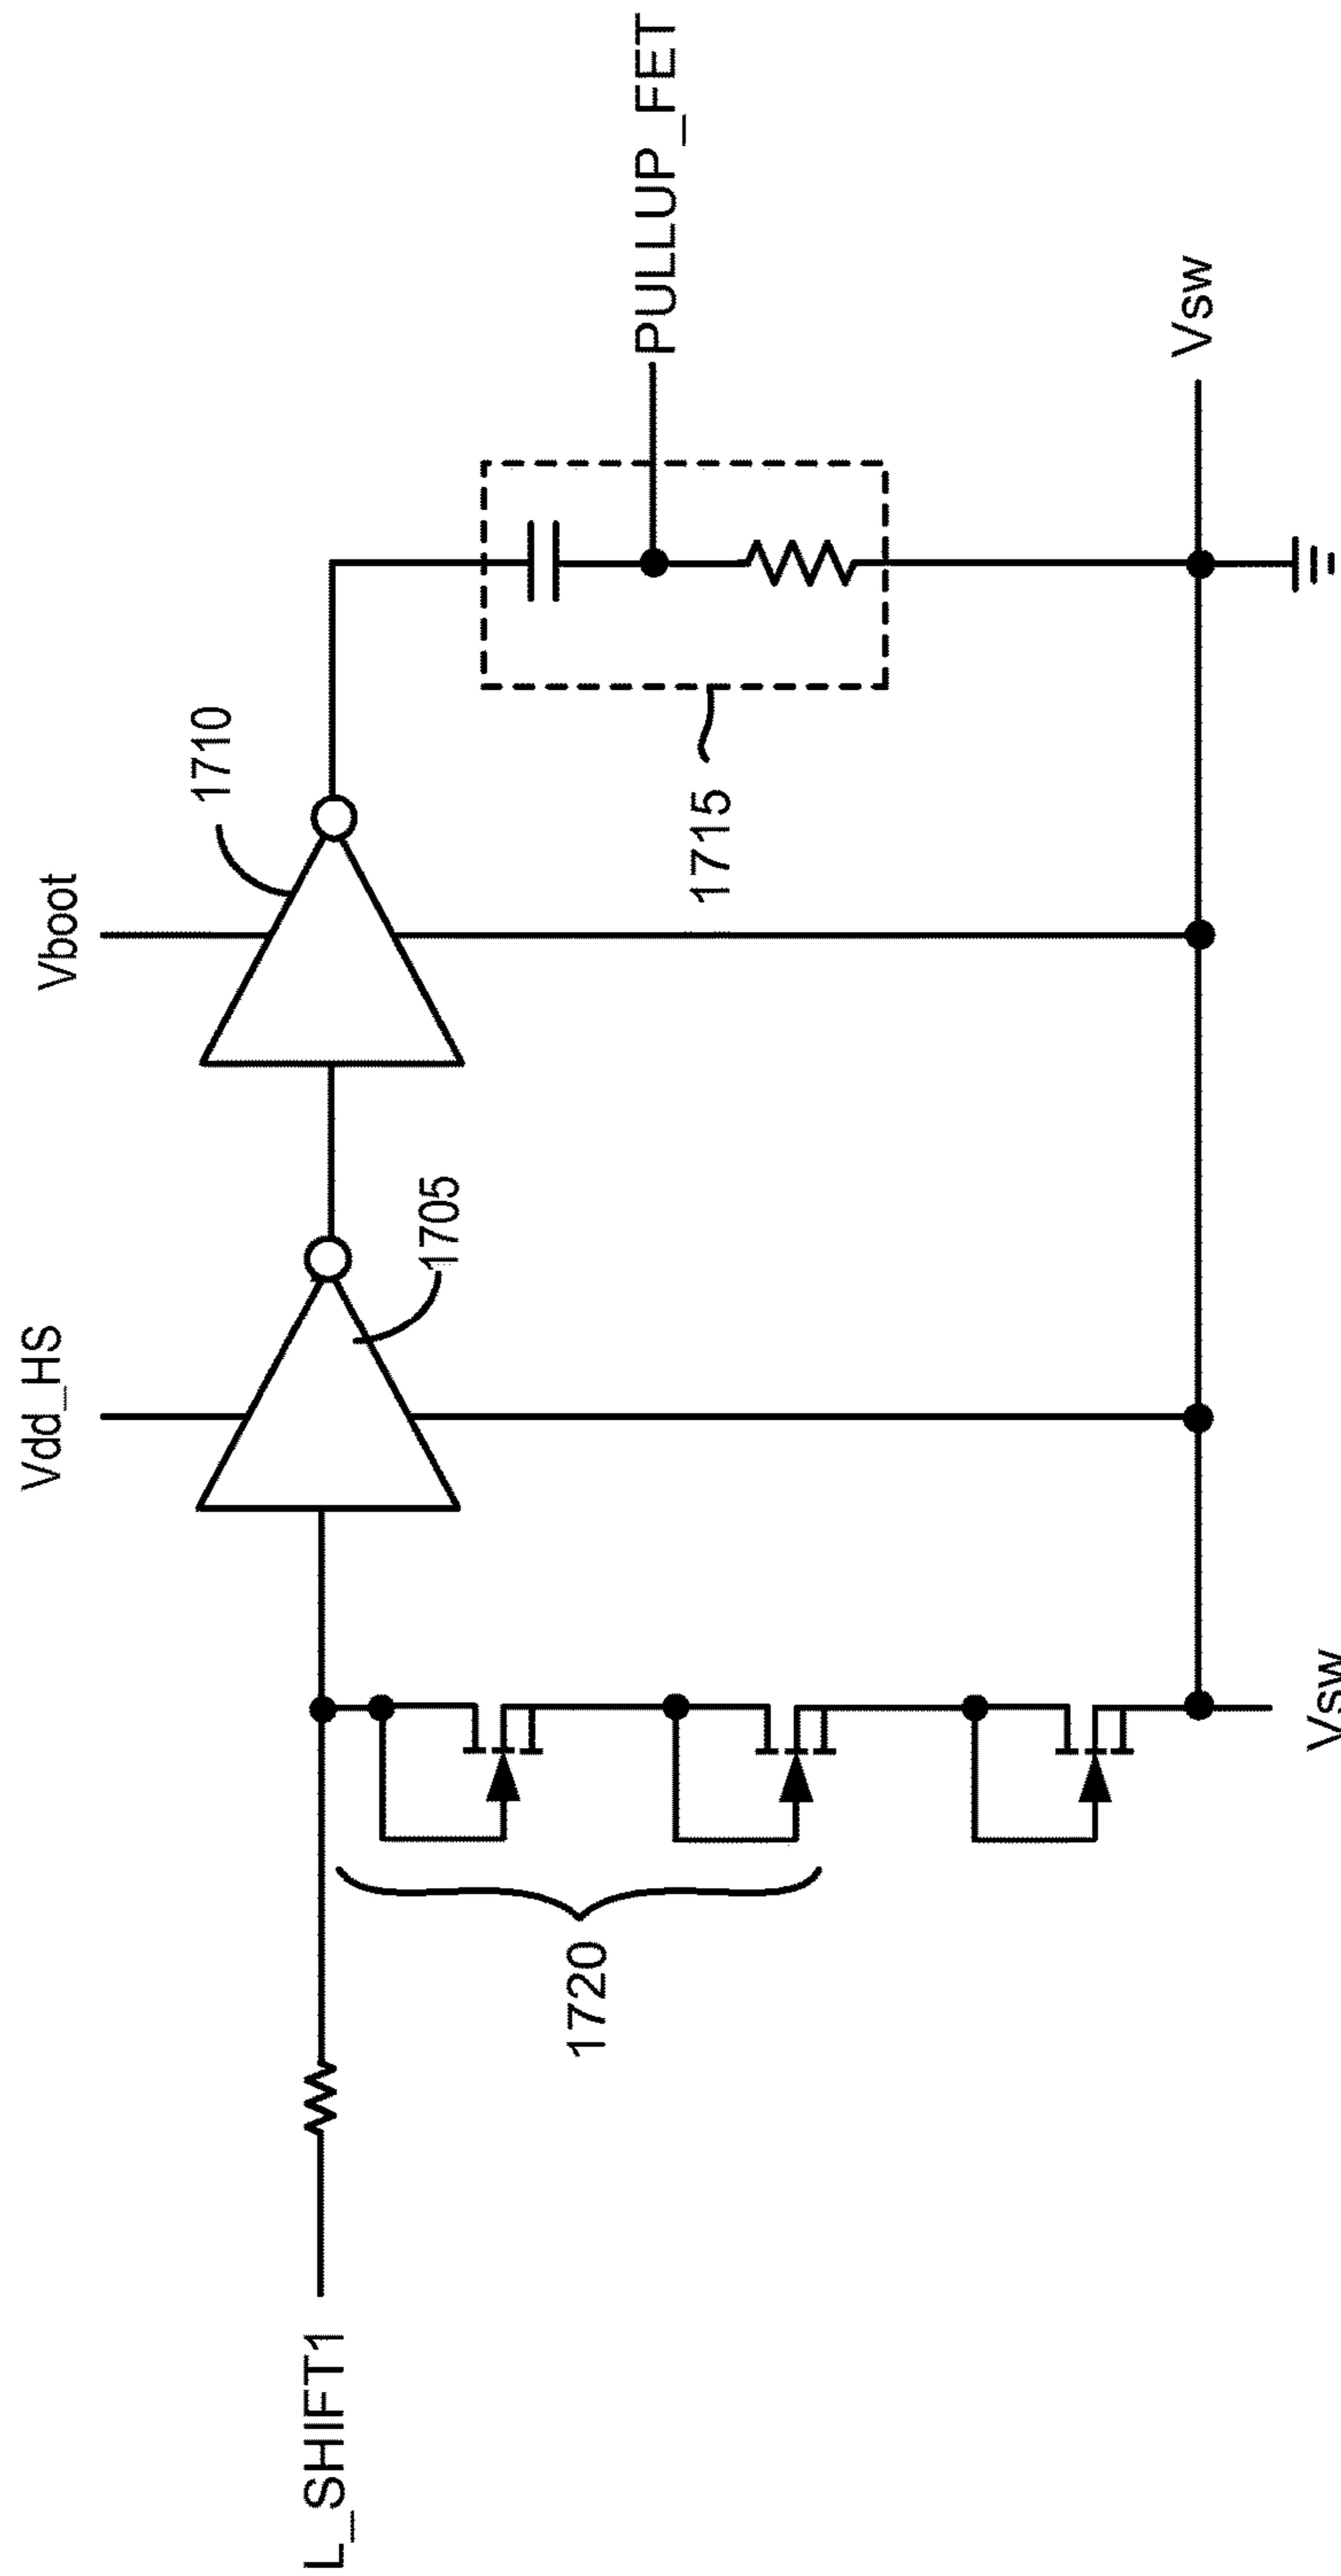 L_SHIFT1
1720
Vsw
Vdd_HS
1705
Vboot
1710
1715
PULLUP_FET
Vsw